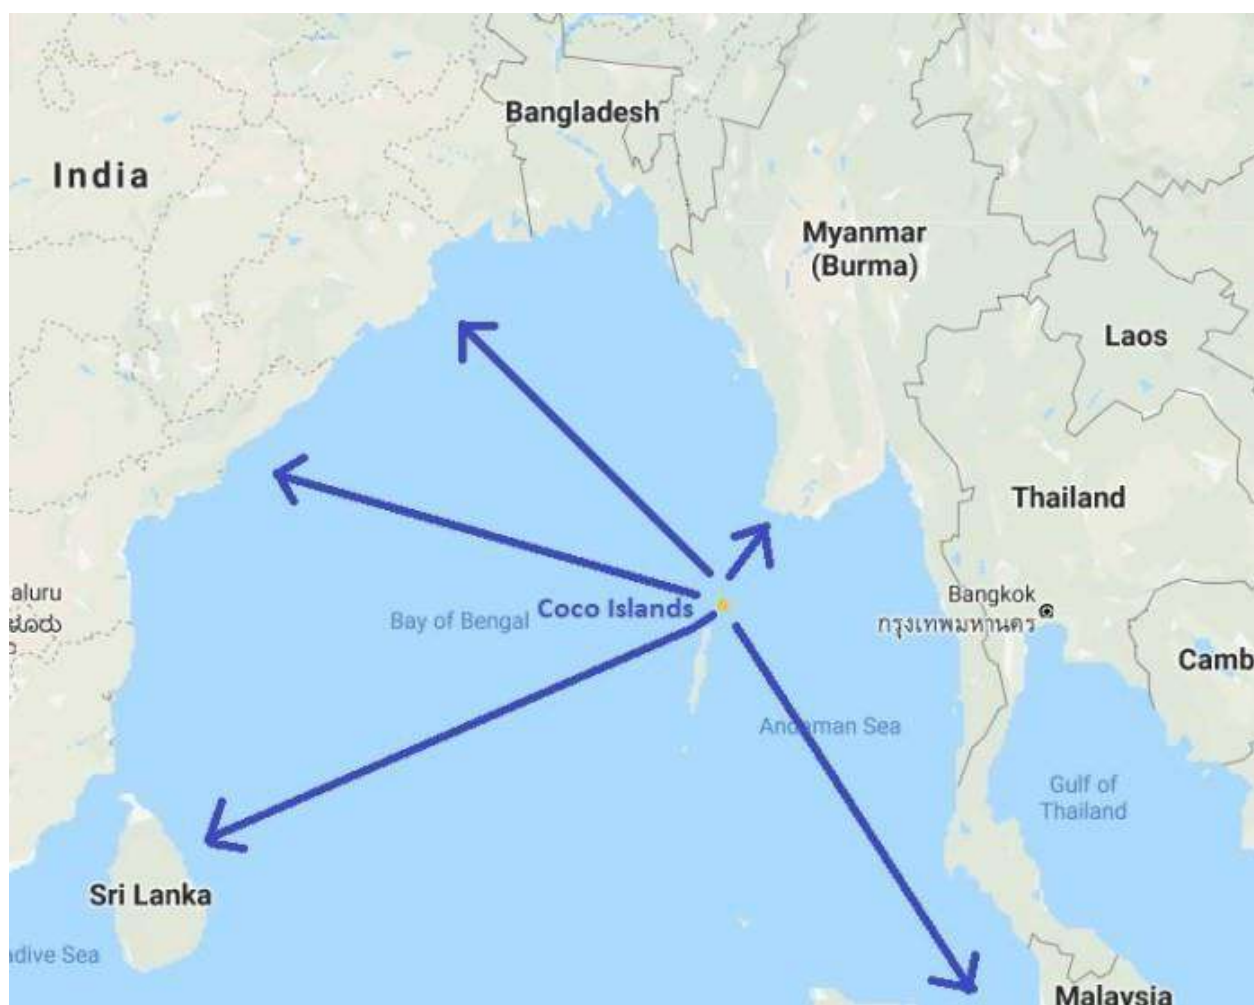 Bangladesh
India
Myanmar
(Burma)
Laos
Thailand
aluru
Bangkok
กรุงเทพมหานคร
Coco Islands
Bay of Bengal
Camb
Andaman Sea
Gulf of
Thailand
Sri Lanka
adive Sea
Malaysia